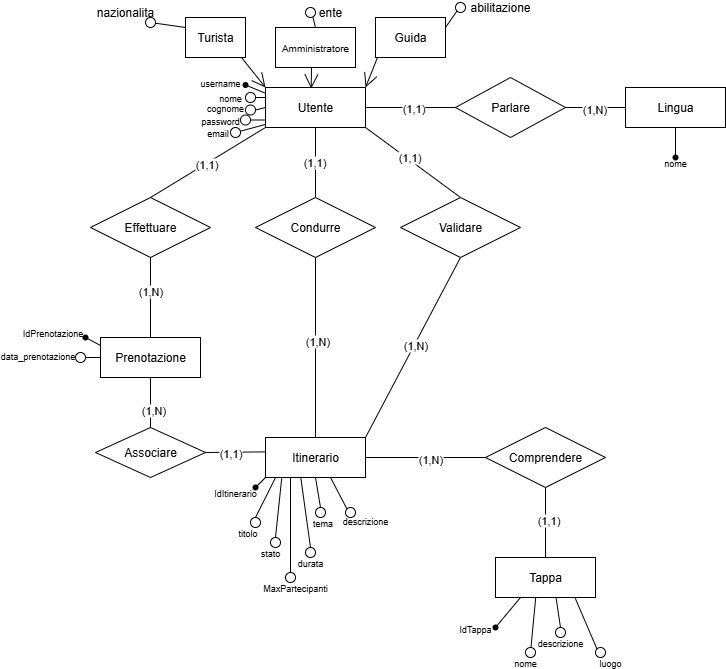 nazionalita
ente
abilitazione
Turista
Amministratore
Guida
username
nome
cognome
password
email
Utente
(1,1)
Parlare
(1,N)
Lingua
nome
(1,1)
(1,1)
(1,1)
Effettuare
Condurre
Validare
(1,N)
(1,N)
(1,N)
IdPrenotazione
data_prenotazione
Prenotazione
(1,N)
Associare
(1,1)
Itinerario
(1,N)
Comprendere
IdItinerario
titolo
stato
MaxPartecipanti
durata
tema
descrizione
(1,1)
Tappa
IdTappa
nome
descrizione
luogo